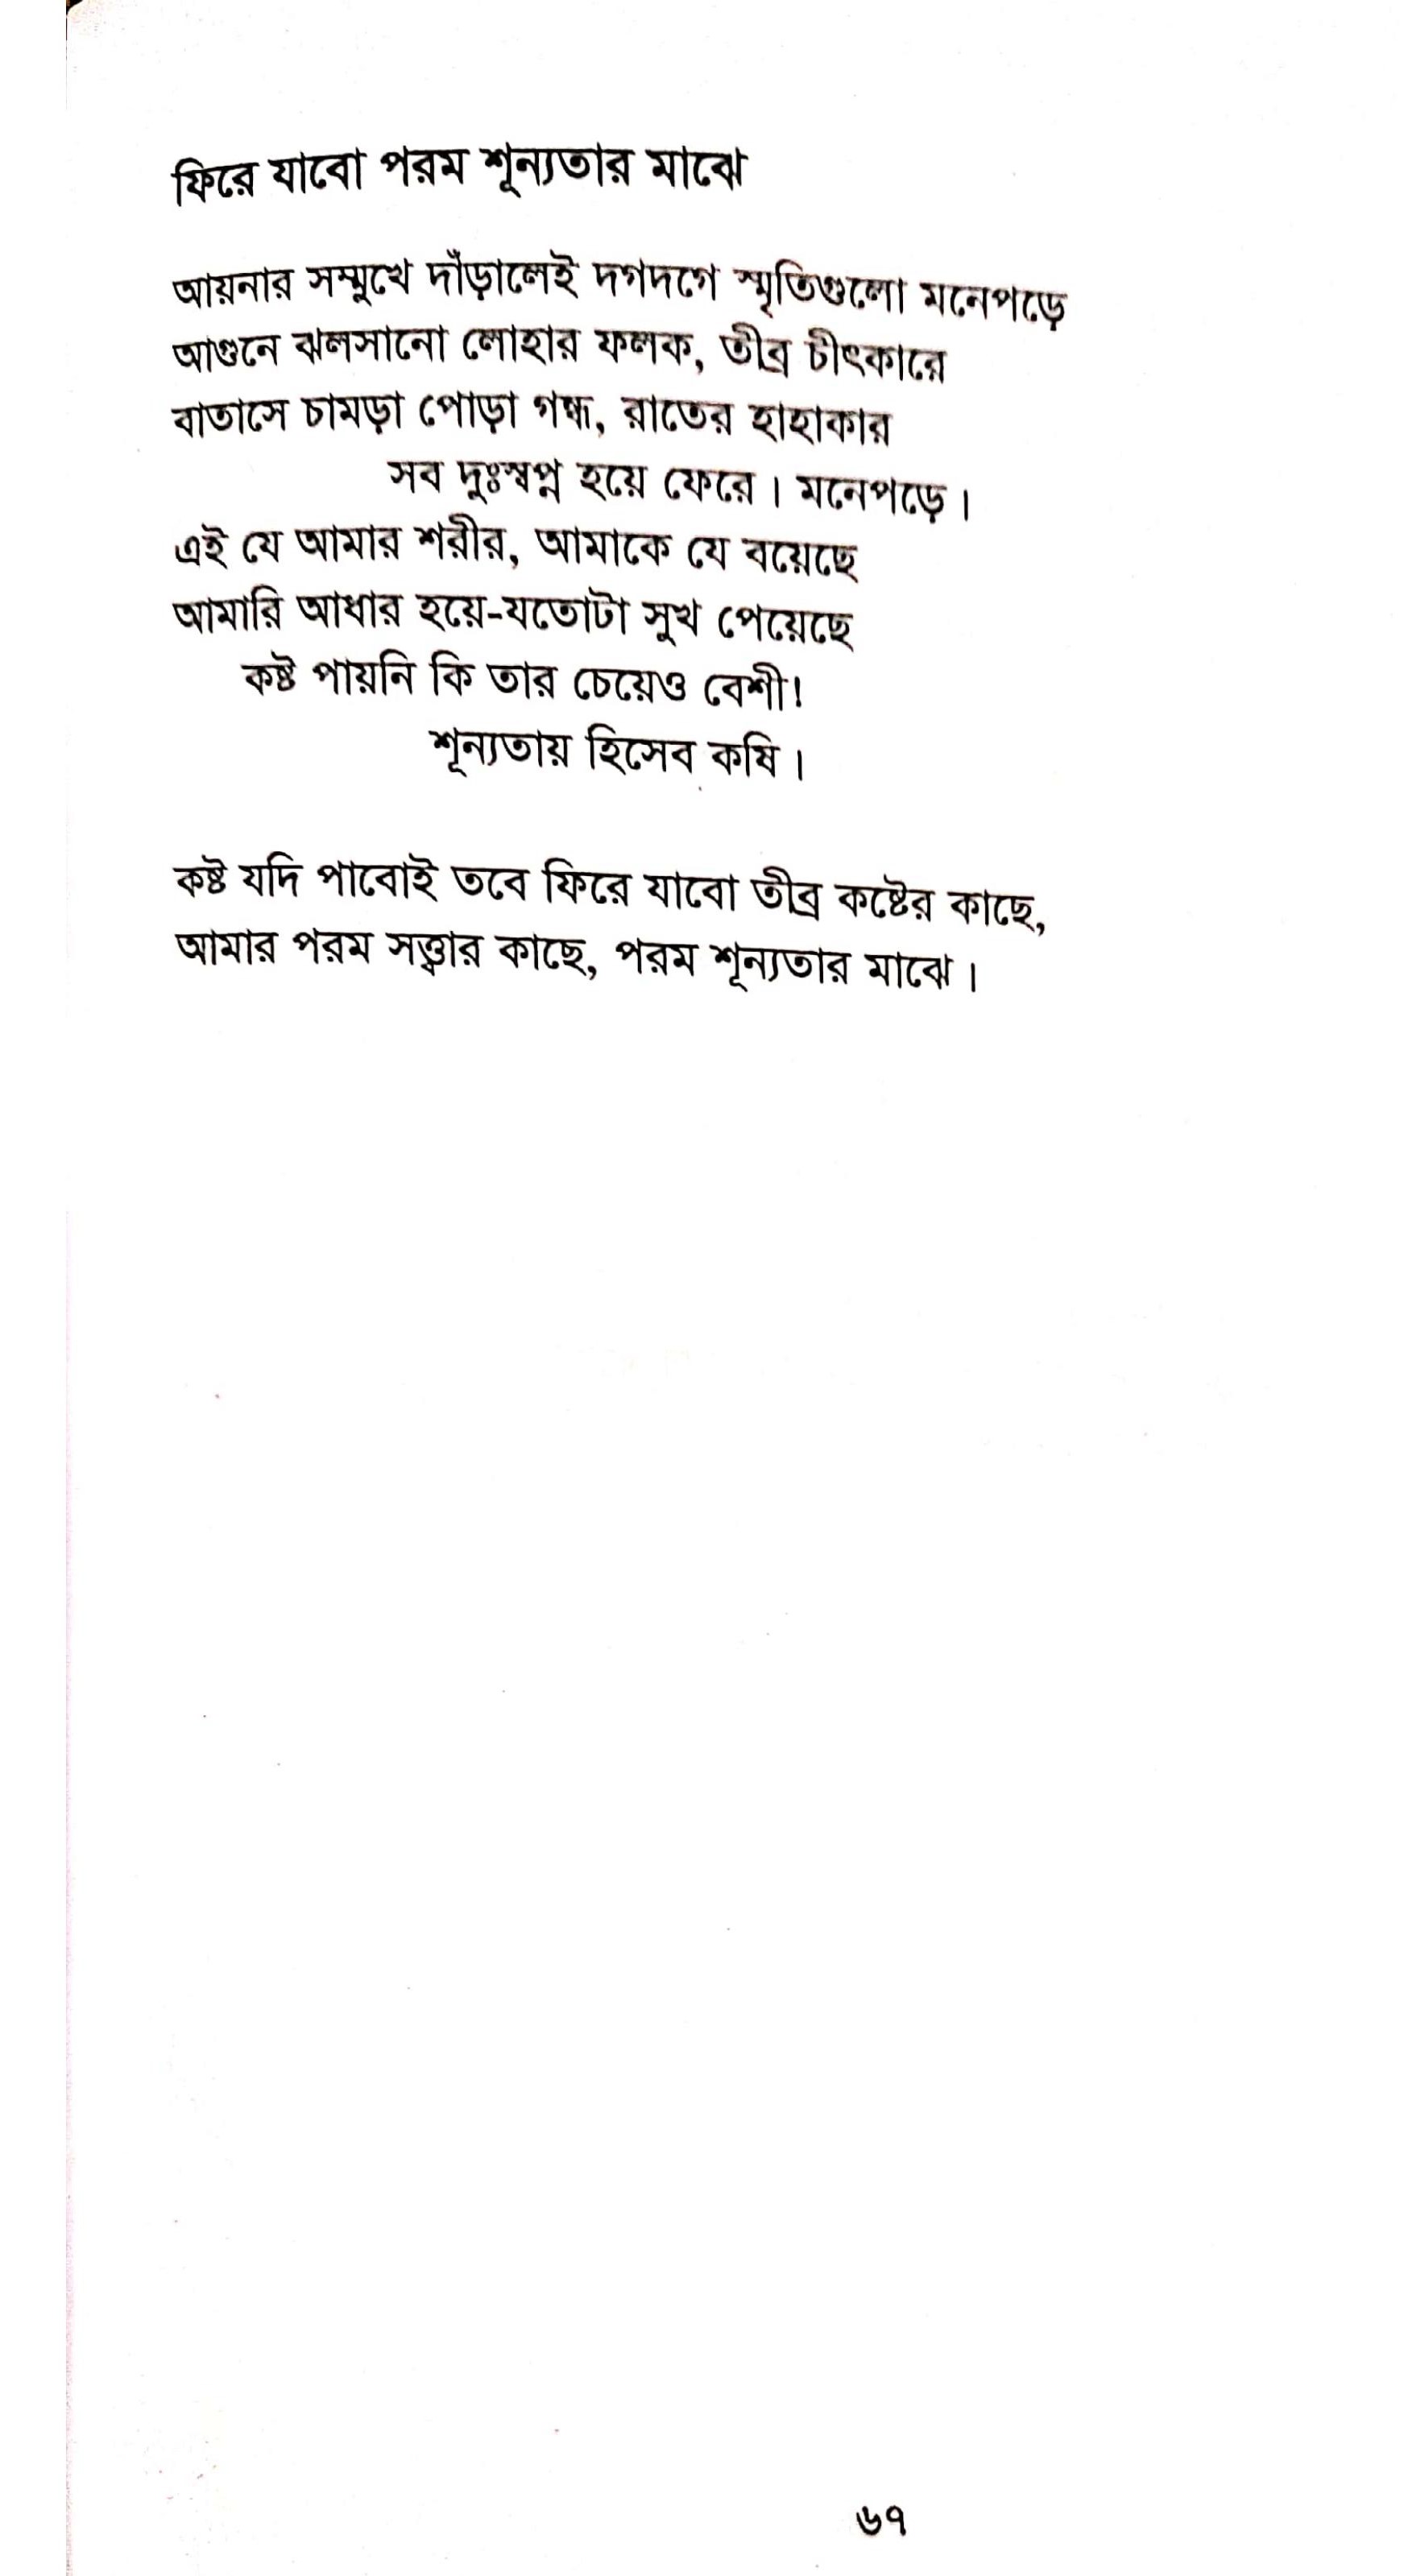 ফিরে যাবো পরম শূন্যতার মাঝে
আয়নার সম্মুখে দাঁড়ালেই দগদগে স্মৃতিগুলো মনেপড়ে
আগুনে ঝলসানো লোহার ফলক, তীব্র চীৎকারে
বাতাসে চামড়া পোড়া গন্ধ, রাতের হাহাকার
সব দুঃস্বপ্ন হয়ে ফেরে। মনেপড়ে।
এই যে আমার শরীর, আমাকে যে বয়েছে
আমারি আধার হয়ে-যতোটা সুখ পেয়েছে
কষ্ট পায়নি কি তার চেয়েও বেশী!
শূন্যতায় হিসেব কষি।
কষ্ট যদি পাবোই তবে ফিরে যাবো তীব্র কষ্টের কাছে,
আমার পরম সত্ত্বার কাছে, পরম শূন্যতার মাঝে।
৬৭